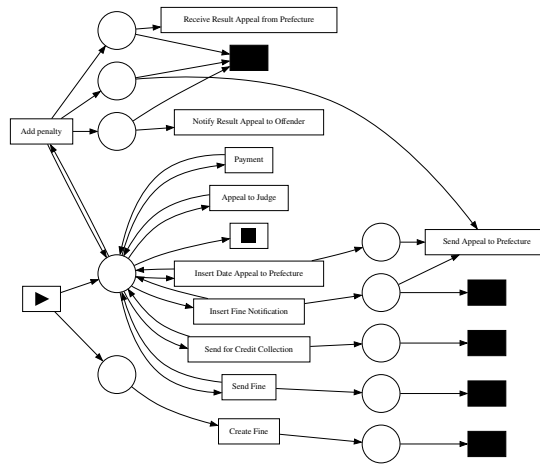 Receive Result Appeal from Prefecture
Add penalty
Notify Result Appeal to Offender
Payment
Appeal to Judge
Send Appeal to Prefecture
Insert Date Appeal to Prefecture
Insert Fine Notification
Send for Credit Collection
Send Fine
Create Fine